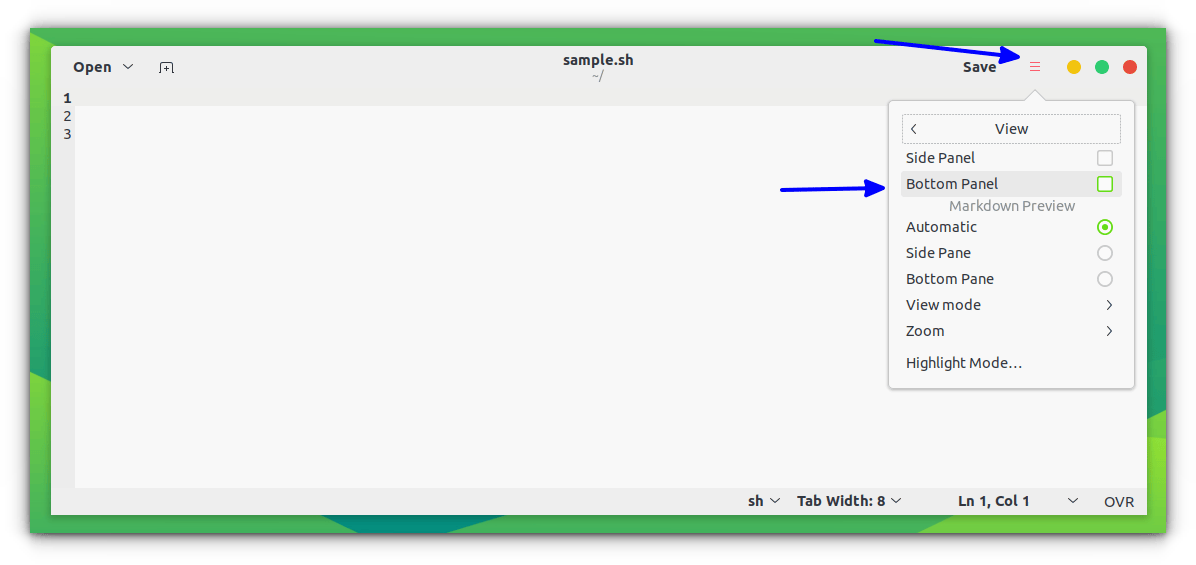 Open
sample.sh
~/
Save
1
2
3
View
Side Panel
Bottom Panel
Markdown Preview
Automatic
Side Pane
Bottom Pane
View mode
Zoom
Highlight Mode…
sh Tab Width: 8 Ln 1, Col 1 OVR